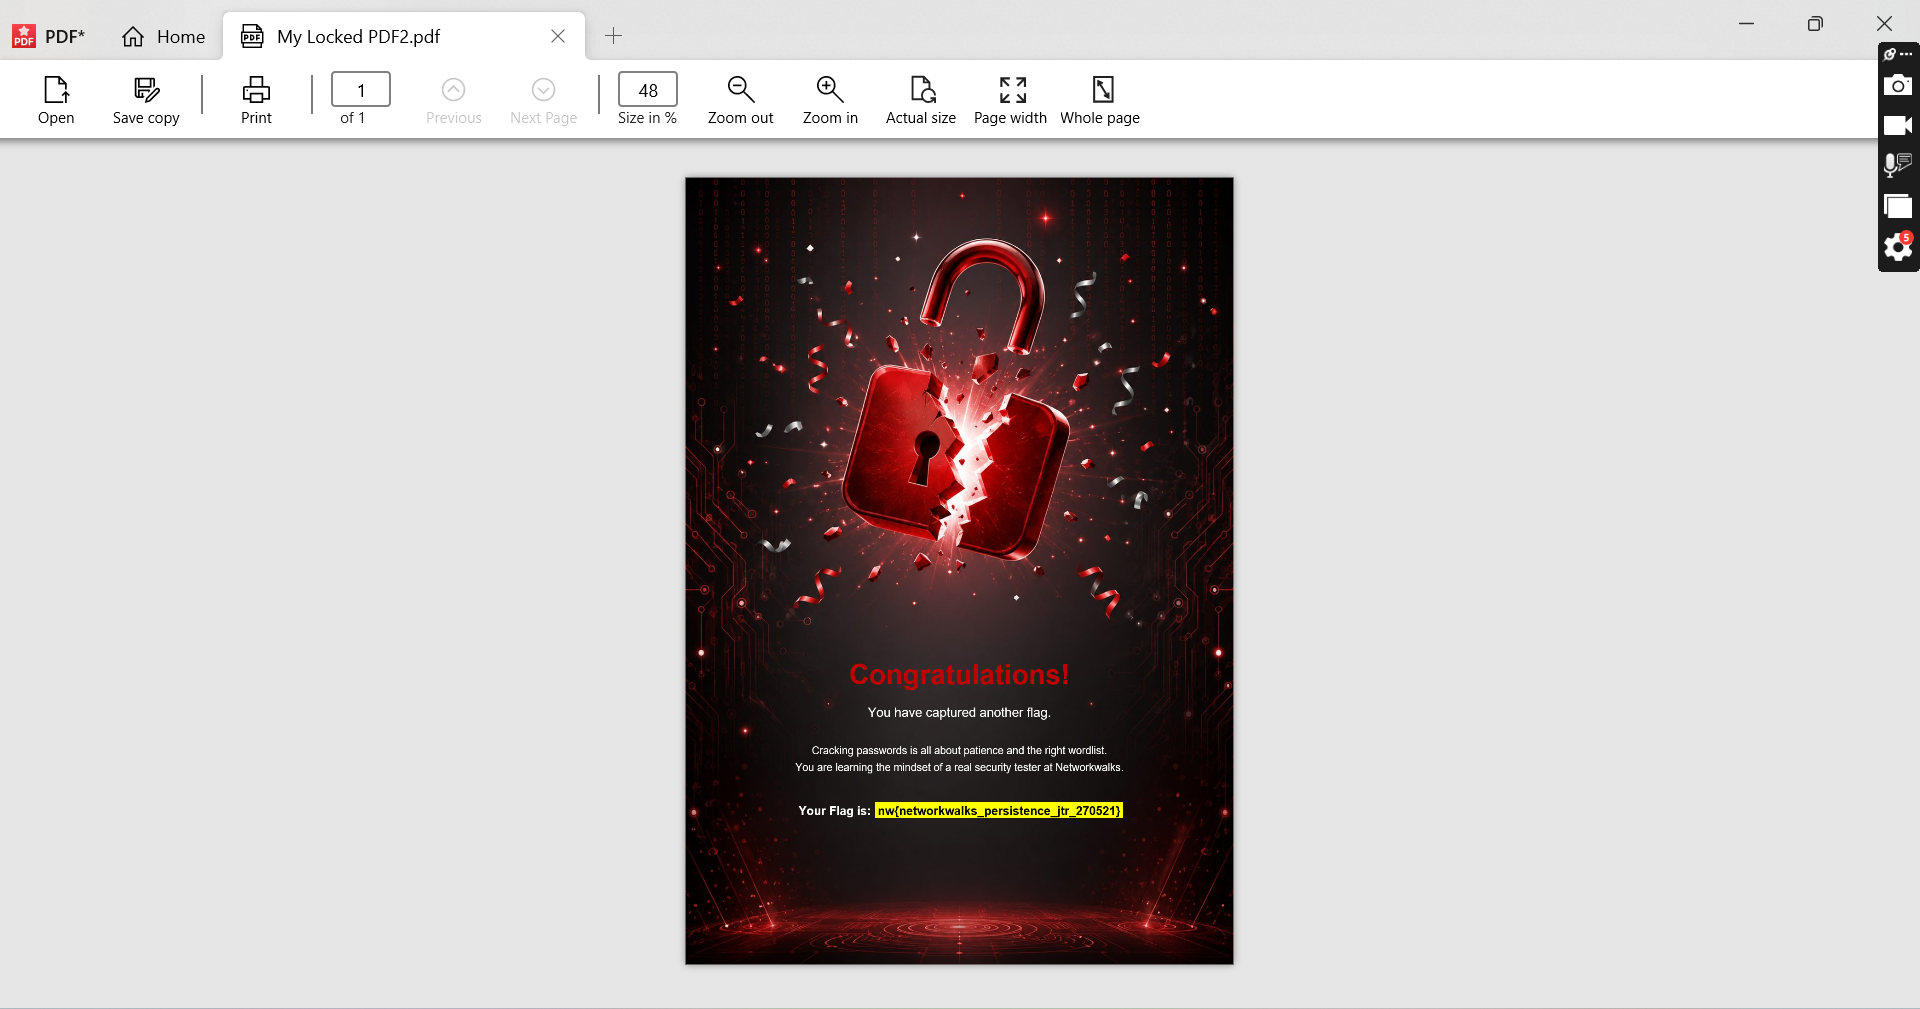 PDF*
Home
My Locked PDF2.pdf
Open
Save copy
Print
1
of 1
Previous
Next Page
48
Size in %
Zoom out
Zoom in
Actual size
Page width
Whole page
5
Congratulations!
You have captured another flag.
Cracking passwords is all about patience and the right wordlist.
You are learning the mindset of a real security tester at Networkwalks.
Your Flag is: nw{networkwalks_persistence_jtr_270521}